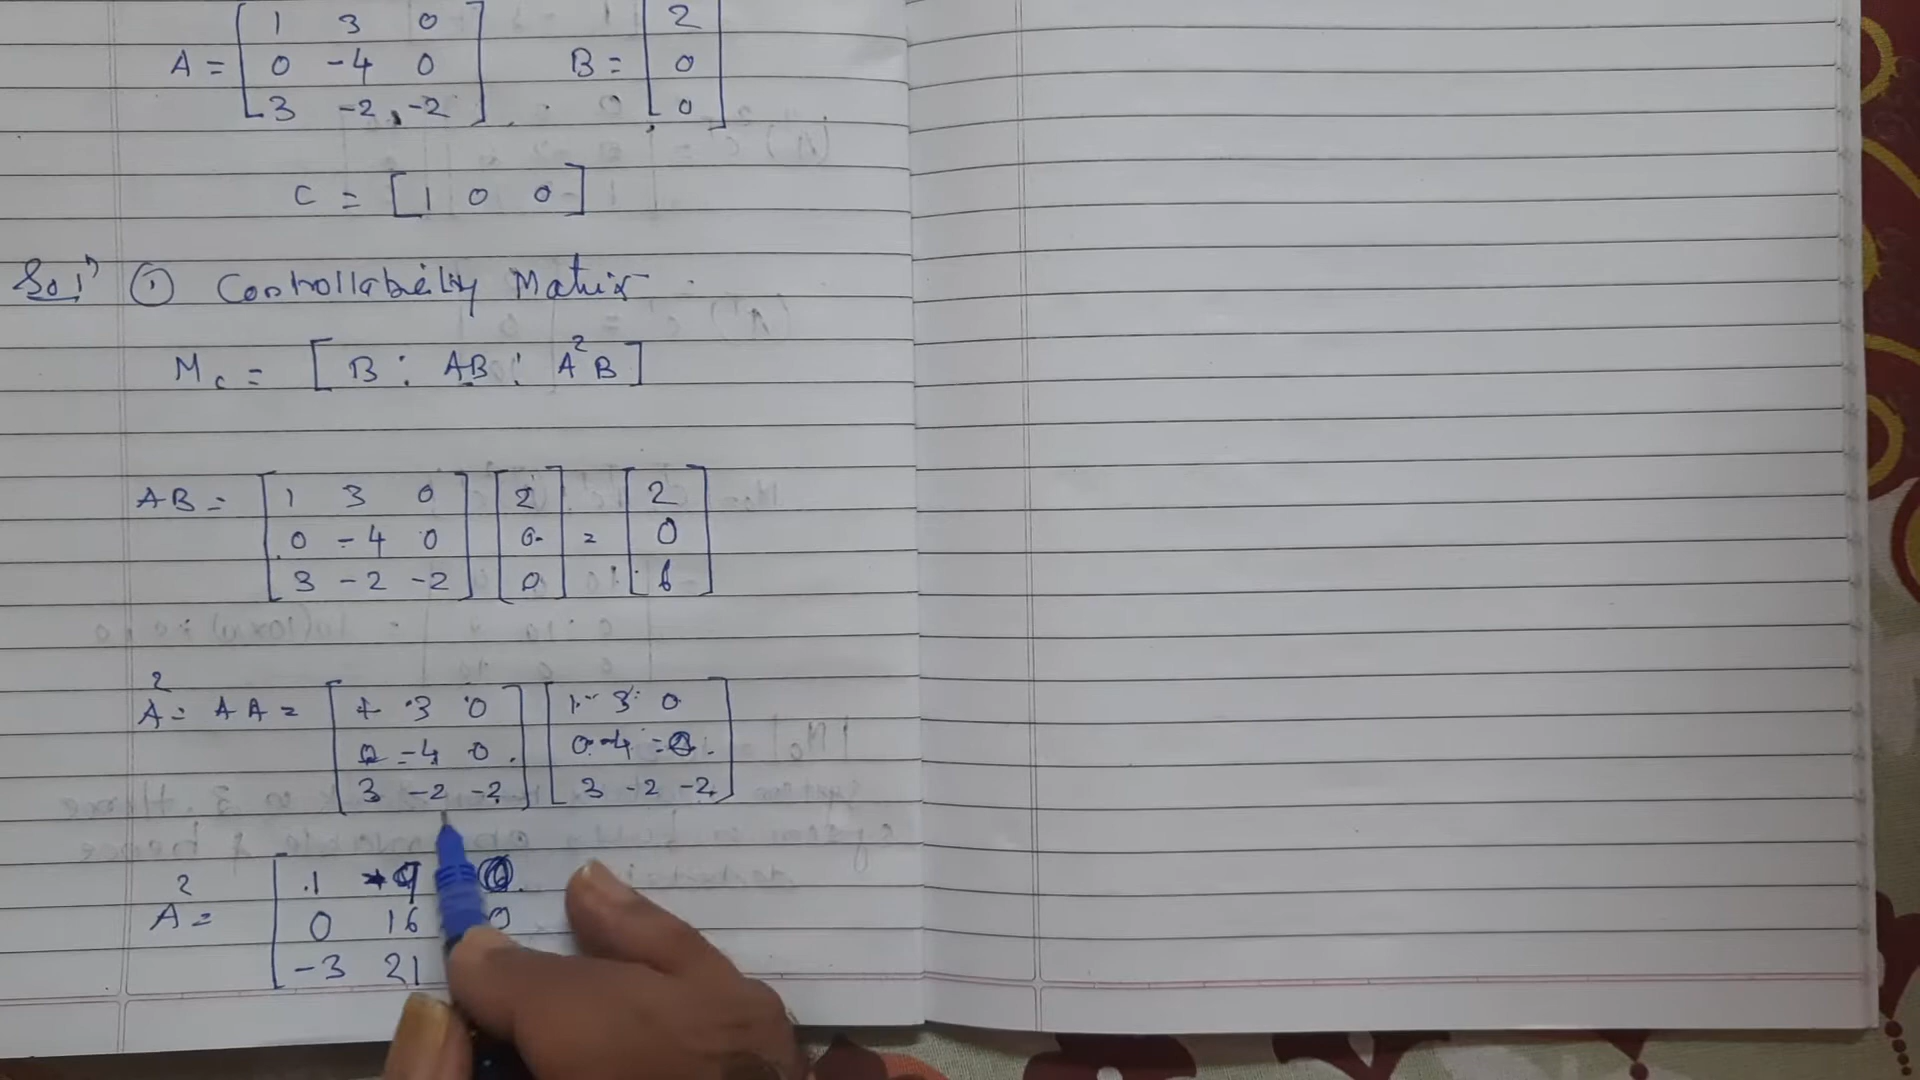 A = [ 1 3 0 B = [ 2
0 -4 0 0
3 -2 -2 ] 0 ]
C = [ 1 0 0 ]
Sol" ① Controllability Matrix
Mc = [ B : AB : A²B ]
AB = [ 1 3 0 ] [ 2 ] [ 2 ]
0 -4 0 0 = 0
3 -2 -2 0 6
A² = A A = [ 1 3 0 ] [ 1 3 0 ]
0 -4 0 0 -4 0
3 -2 -2 3 -2 -2
A² = [ 1 -9 0
0 16 0
-3 21